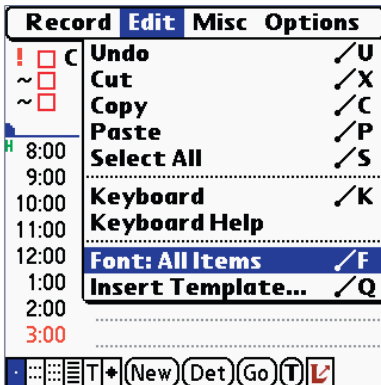 Record Edit Misc Options
! C Undo /U
~ Cut /X
~ Copy /C
Paste /P
H 8:00 Select All /S
9:00
10:00 Keyboard /K
11:00 Keyboard Help
12:00 Font: All Items /F
1:00 Insert Template... /Q
2:00
3:00
T New Det Go T